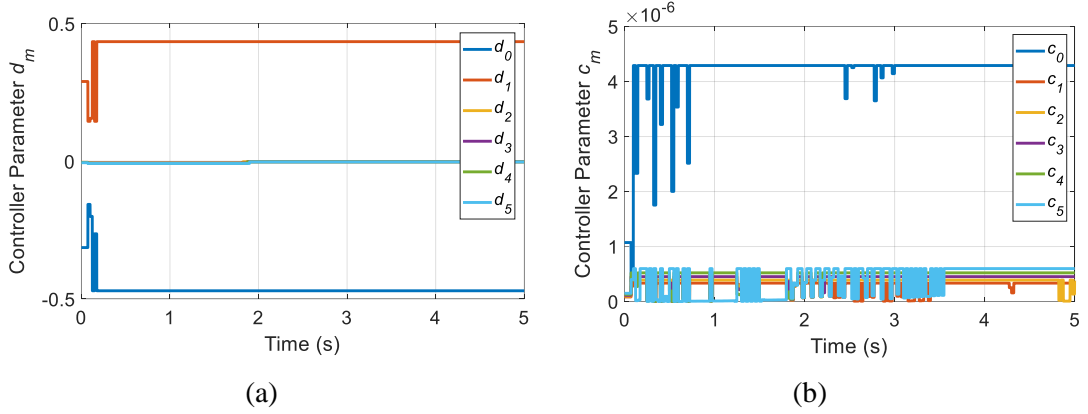 Controller Parameter d_m
0.5
0
-0.5
0 1 2 3 4 5
Time (s)
d_0
d_1
d_2
d_3
d_4
d_5
(a)
×10^-6
Controller Parameter c_m
5
4
3
2
1
0
0 1 2 3 4 5
Time (s)
c_0
c_1
c_2
c_3
c_4
c_5
(b)